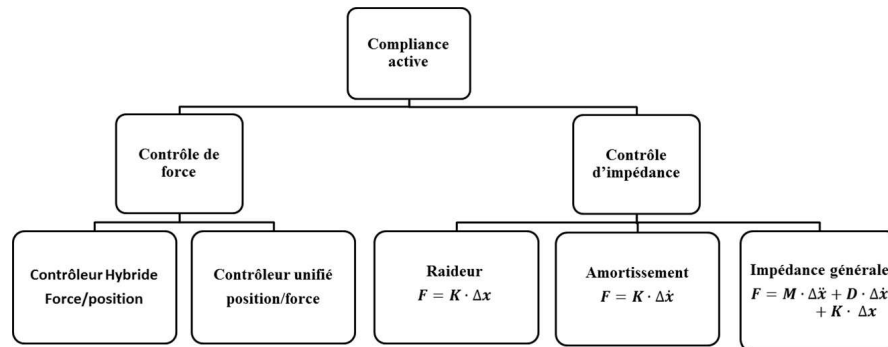 Compliance
active
Contrôle de
force
Contrôle
d'impédance
Contrôleur Hybride
Force/position
Contrôleur unifié
position/force
Raideur
F = K · Δx
Amortissement
F = K · Δẋ
Impédance générale
F = M · Δẍ + D · Δẋ
+ K · Δx